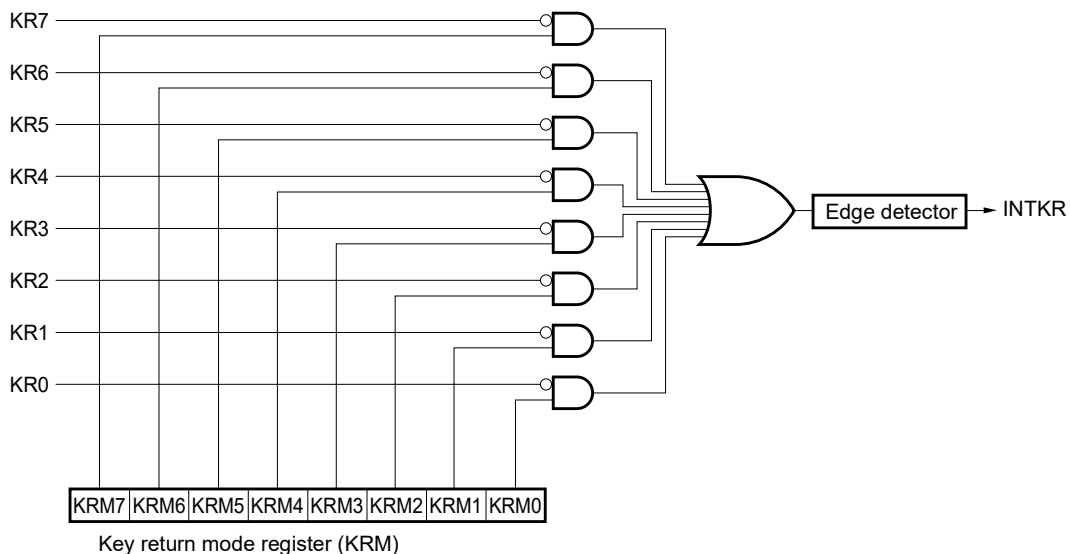 KR7
KR6
KR5
KR4
KR3
KR2
KR1
KR0
Edge detector
INTKR
KRM7 KRM6 KRM5 KRM4 KRM3 KRM2 KRM1 KRM0
Key return mode register (KRM)